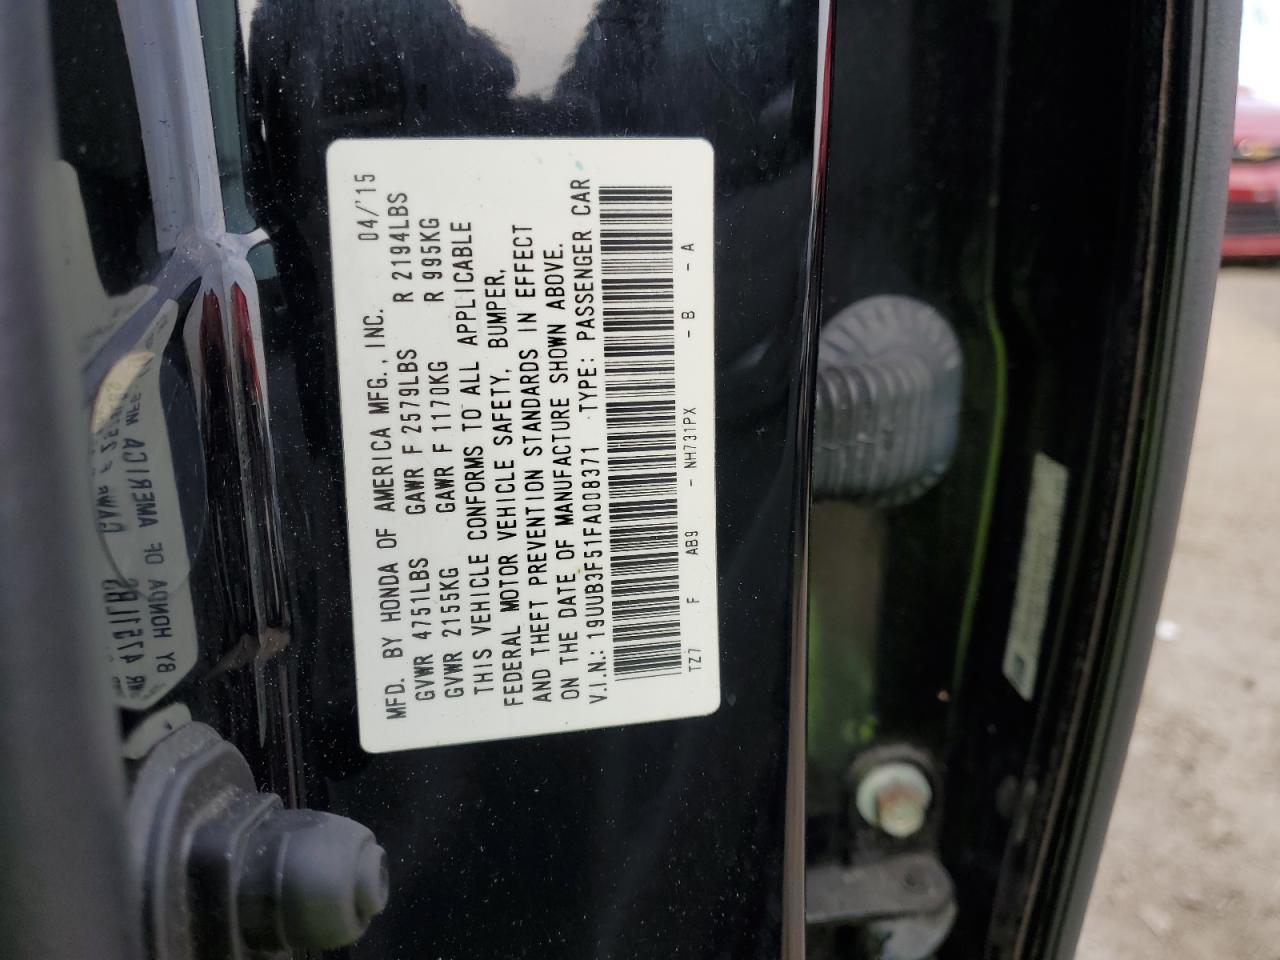 MFD. BY HONDA OF AMERICA MFG., INC. 04/'15
GVWR 4751LBS GAWR F 2579LBS R 2194LBS
GVWR 2155KG GAWR F 1170KG R 995KG
THIS VEHICLE CONFORMS TO ALL APPLICABLE
FEDERAL MOTOR VEHICLE SAFETY, BUMPER,
AND THEFT PREVENTION STANDARDS IN EFFECT
ON THE DATE OF MANUFACTURE SHOWN ABOVE.
V.I.N.: 19UUB3F51FA008371 TYPE: PASSENGER CAR
TZ7 F AB9 - NH731PX - B - A